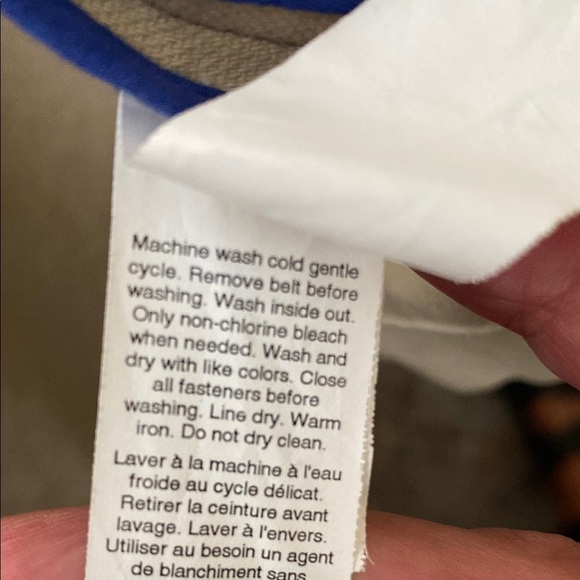 Machine wash cold gentle
cycle. Remove belt before
washing. Wash inside out.
Only non-chlorine bleach
when needed. Wash and
dry with like colors. Close
all fasteners before
washing. Line dry. Warm
iron. Do not dry clean.
Laver à la machine à l'eau
froide au cycle délicat.
Retirer la ceinture avant
lavage. Laver à l'envers.
Utiliser au besoin un agent
de blanchiment sans